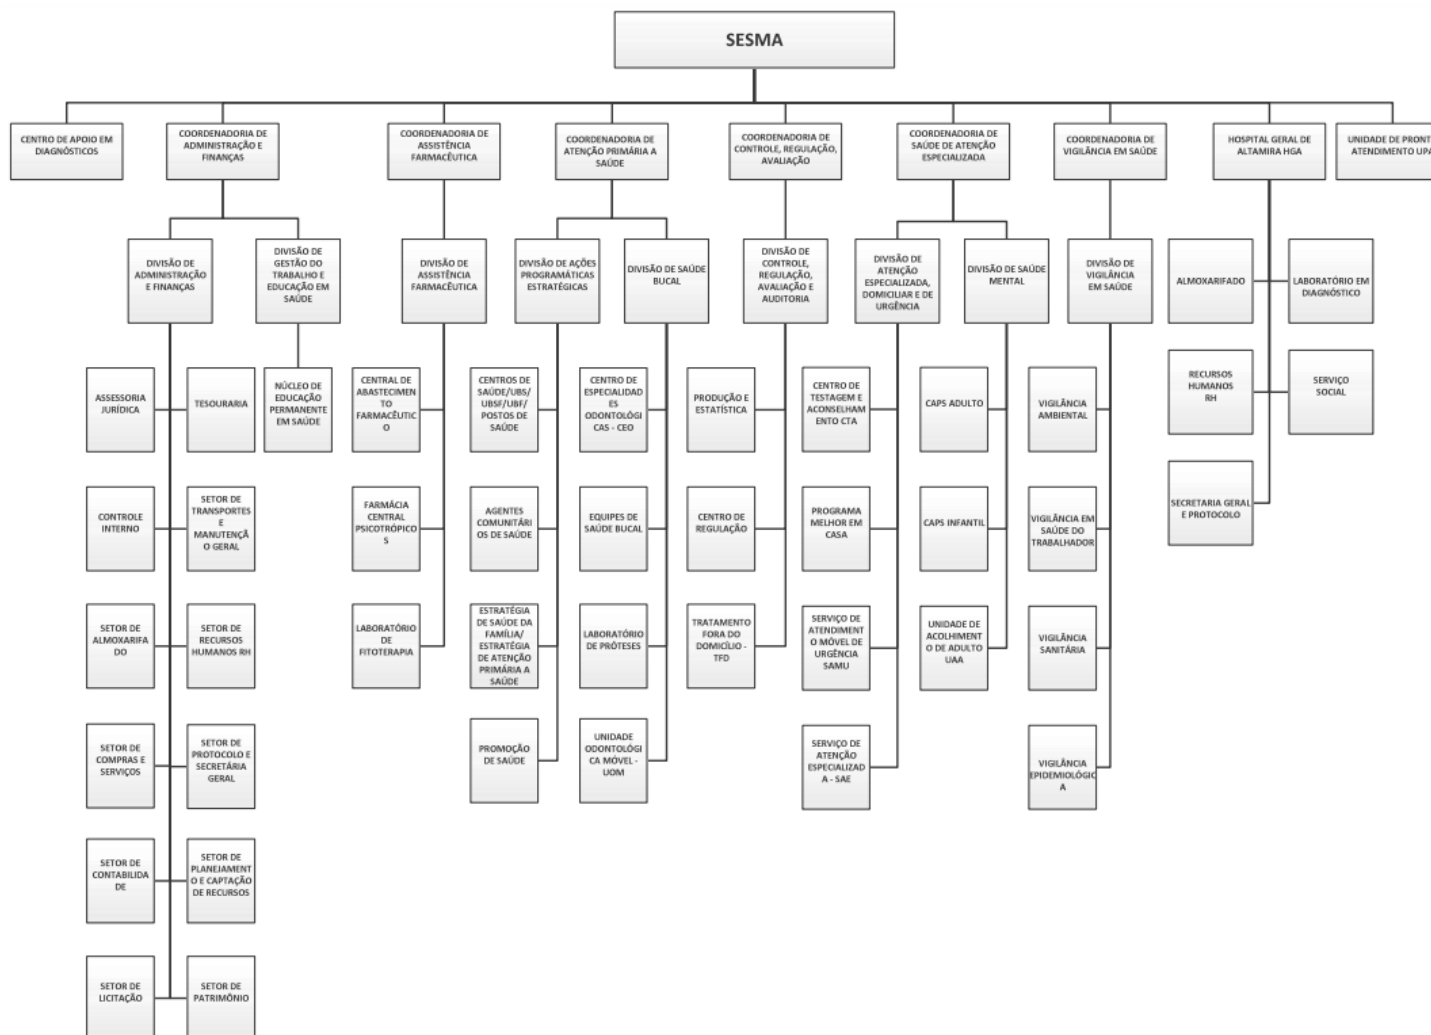 SESMA
CENTRO DE APOIO EM
DIAGNÓSTICOS
COORDENADORIA DE
ADMINISTRAÇÃO E
FINANÇAS
COORDENADORIA DE
ASSISTÊNCIA
FARMACÊUTICA
COORDENADORIA DE
ATENÇÃO PRIMÁRIA A
SAÚDE
COORDENADORIA DE
CONTROLE, REGULAÇÃO,
AVALIAÇÃO
COORDENADORIA DE
SAÚDE DE ATENÇÃO
ESPECIALIZADA
COORDENADORIA DE
VIGILÂNCIA EM SAÚDE
HOSPITAL GERAL DE
ALTAMIRA HGA
UNIDADE DE PRONT
ATENDIMENTO UPA
DIVISÃO DE
ADMINISTRAÇÃO
E FINANÇAS
DIVISÃO DE
GESTÃO DO
TRABALHO E
EDUCAÇÃO EM
SAÚDE
DIVISÃO DE
ASSISTÊNCIA
FARMACÊUTICA
DIVISÃO DE AÇÕES
PROGRAMÁTICAS
ESTRATÉGICAS
DIVISÃO DE SAÚDE
BUCAL
DIVISÃO DE
CONTROLE,
REGULAÇÃO,
AVALIAÇÃO E
AUDITORIA
DIVISÃO DE
ATENÇÃO
ESPECIALIZADA,
DOMICILIAR E DE
URGÊNCIA
DIVISÃO DE SAÚDE
MENTAL
DIVISÃO DE
VIGILÂNCIA
EM SAÚDE
ALMOXARIFADO
LABORATÓRIO EM
DIAGNÓSTICO
ASSESSORIA
JURÍDICA
TESOURARIA
NÚCLEO DE
EDUCAÇÃO
PERMANENTE
EM SAÚDE
CENTRAL DE
ABASTECIMEN
TO
FARMACÊUTIC
O
CENTROS DE
SAÚDE/UBS/
UBSF/UBF/
POSTOS DE
SAÚDE
CENTRO DE
ESPECIALIDAD
ES
ODONTOLÓGI
CAS - CEO
PRODUÇÃO E
ESTATÍSTICA
CENTRO DE
TESTAGEM E
ACONSELHAM
ENTO CTA
CAPS ADULTO
VIGILÂNCIA
AMBIENTAL
RECURSOS
HUMANOS
RH
SERVIÇO
SOCIAL
CONTROLE
INTERNO
SETOR DE
TRANSPORTES
E
MANUTENÇÃ
O GERAL
FARMÁCIA
CENTRAL
PSICOTRÓPICO
S
AGENTES
COMUNITÁRI
OS DE SAÚDE
EQUIPES DE
SAÚDE BUCAL
CENTRO DE
REGULAÇÃO
PROGRAMA
MELHOR EM
CASA
CAPS INFANTIL
VIGILÂNCIA EM
SAÚDE DO
TRABALHADOR
SECRETARIA GERAL
E PROTOCOLO
SETOR DE
ALMOXARIFA
DO
SETOR DE
RECURSOS
HUMANOS RH
LABORATÓRIO
DE
FITOTERAPIA
ESTRATÉGIA
DE SAÚDE DA
FAMÍLIA/
ESTRATÉGIA
DE ATENÇÃO
PRIMÁRIA A
SAÚDE
LABORATÓRIO
DE PRÓTESES
TRATAMENTO
FORA DO
DOMICÍLIO -
TFD
SERVIÇO DE
ATENDIMENT
O MÓVEL DE
URGÊNCIA
SAMU
UNIDADE DE
ACOLHIMENT
O DE ADULTO
UAA
VIGILÂNCIA
SANITÁRIA
SETOR DE
COMPRAS E
SERVIÇOS
SETOR DE
PROTOCOLO E
SECRETÁRIA
GERAL
PROMOÇÃO
DE SAÚDE
UNIDADE
ODONTOLÓGI
CA MÓVEL -
UOM
SERVIÇO DE
ATENÇÃO
ESPECIALIZAD
A - SAE
VIGILÂNCIA
EPIDEMIOLÓGIC
A
SETOR DE
CONTABILIDA
DE
SETOR DE
PLANEJAMENT
O E CAPTAÇÃO
DE RECURSOS
SETOR DE
LICITAÇÃO
SETOR DE
PATRIMÔNIO